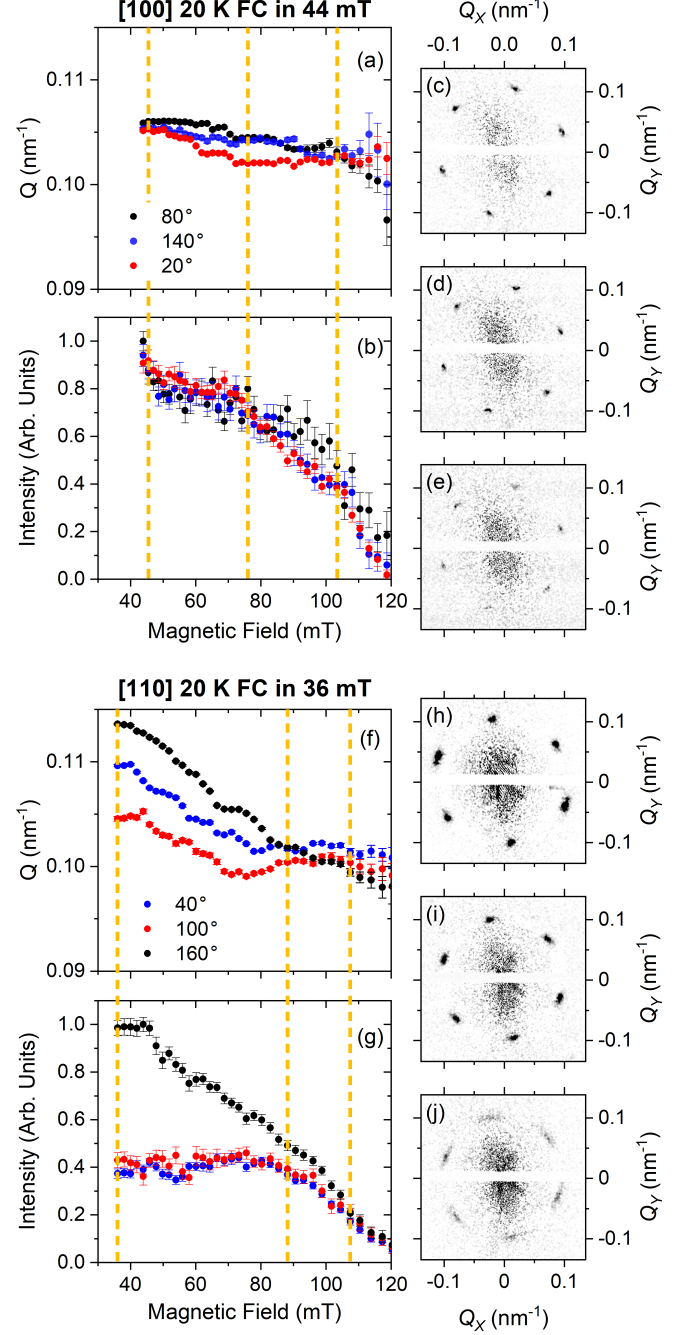 [100] 20 K FC in 44 mT
Q_X (nm⁻¹)
-0.1 0.0 0.1
(a)
0.11
0.10
0.09
Q (nm⁻¹)
80°
140°
20°
(b)
1.0
0.8
0.6
0.4
0.2
0.0
Intensity (Arb. Units)
40 60 80 100 120
Magnetic Field (mT)
(c)
0.1
0
-0.1
Q_Y (nm⁻¹)
(d)
0.1
0
-0.1
Q_Y (nm⁻¹)
(e)
0.1
0
-0.1
Q_Y (nm⁻¹)
[110] 20 K FC in 36 mT
(f)
0.11
0.10
0.09
Q (nm⁻¹)
40°
100°
160°
(g)
1.0
0.8
0.6
0.4
0.2
0.0
Intensity (Arb. Units)
40 60 80 100 120
Magnetic Field (mT)
(h)
0.1
0
-0.1
Q_Y (nm⁻¹)
(i)
0.1
0
-0.1
Q_Y (nm⁻¹)
(j)
0.1
0
-0.1
Q_Y (nm⁻¹)
-0.1 0 0.1
Q_X (nm⁻¹)